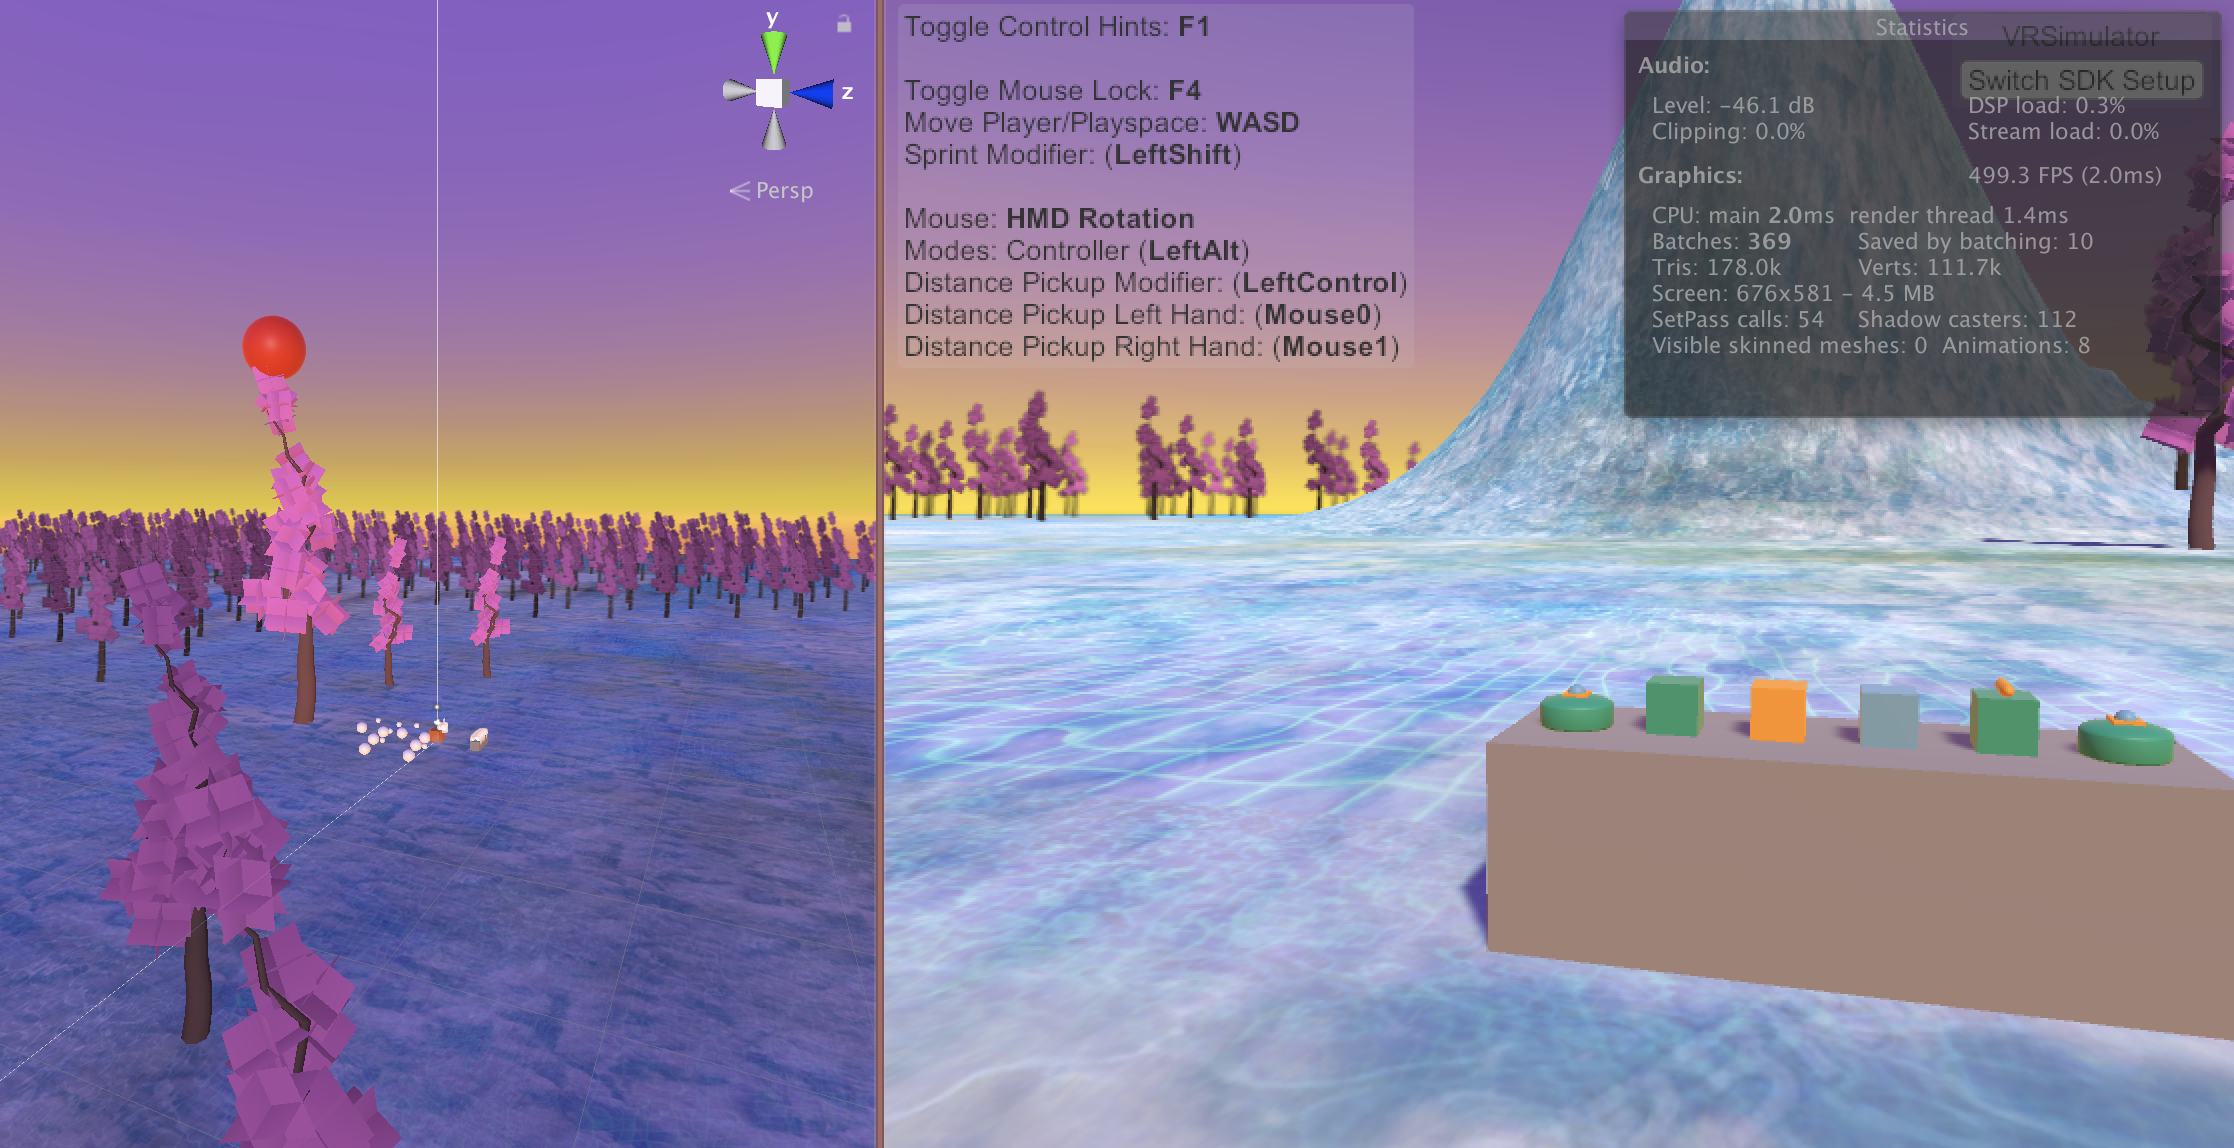 y
z
Persp
Toggle Control Hints: F1
Toggle Mouse Lock: F4
Move Player/Playspace: WASD
Sprint Modifier: (LeftShift)
Mouse: HMD Rotation
Modes: Controller (LeftAlt)
Distance Pickup Modifier: (LeftControl)
Distance Pickup Left Hand: (Mouse0)
Distance Pickup Right Hand: (Mouse1)
Statistics
VRSimulator
Switch SDK Setup
Audio:
Level: -46.1 dB DSP load: 0.3%
Clipping: 0.0% Stream load: 0.0%
Graphics: 499.3 FPS (2.0ms)
CPU: main 2.0ms render thread 1.4ms
Batches: 369 Saved by batching: 10
Tris: 178.0k Verts: 111.7k
Screen: 676x581 - 4.5 MB
SetPass calls: 54 Shadow casters: 112
Visible skinned meshes: 0 Animations: 8